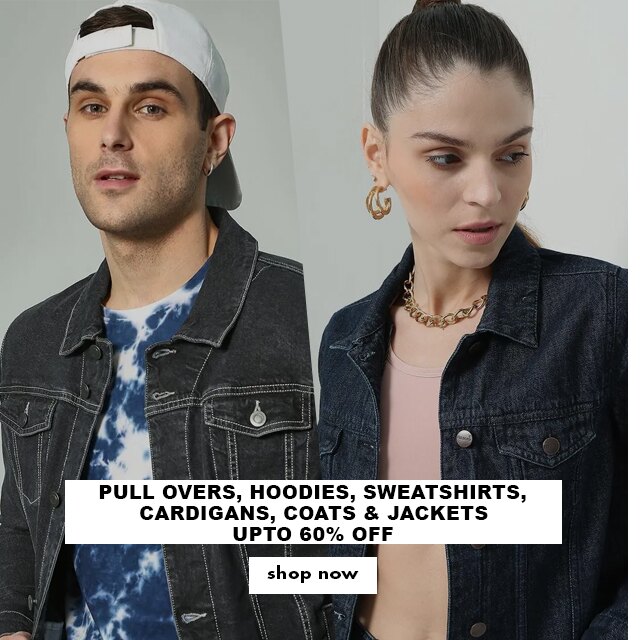 PULL OVERS, HOODIES, SWEATSHIRTS,
CARDIGANS, COATS & JACKETS
UPTO 60% OFF
shop now